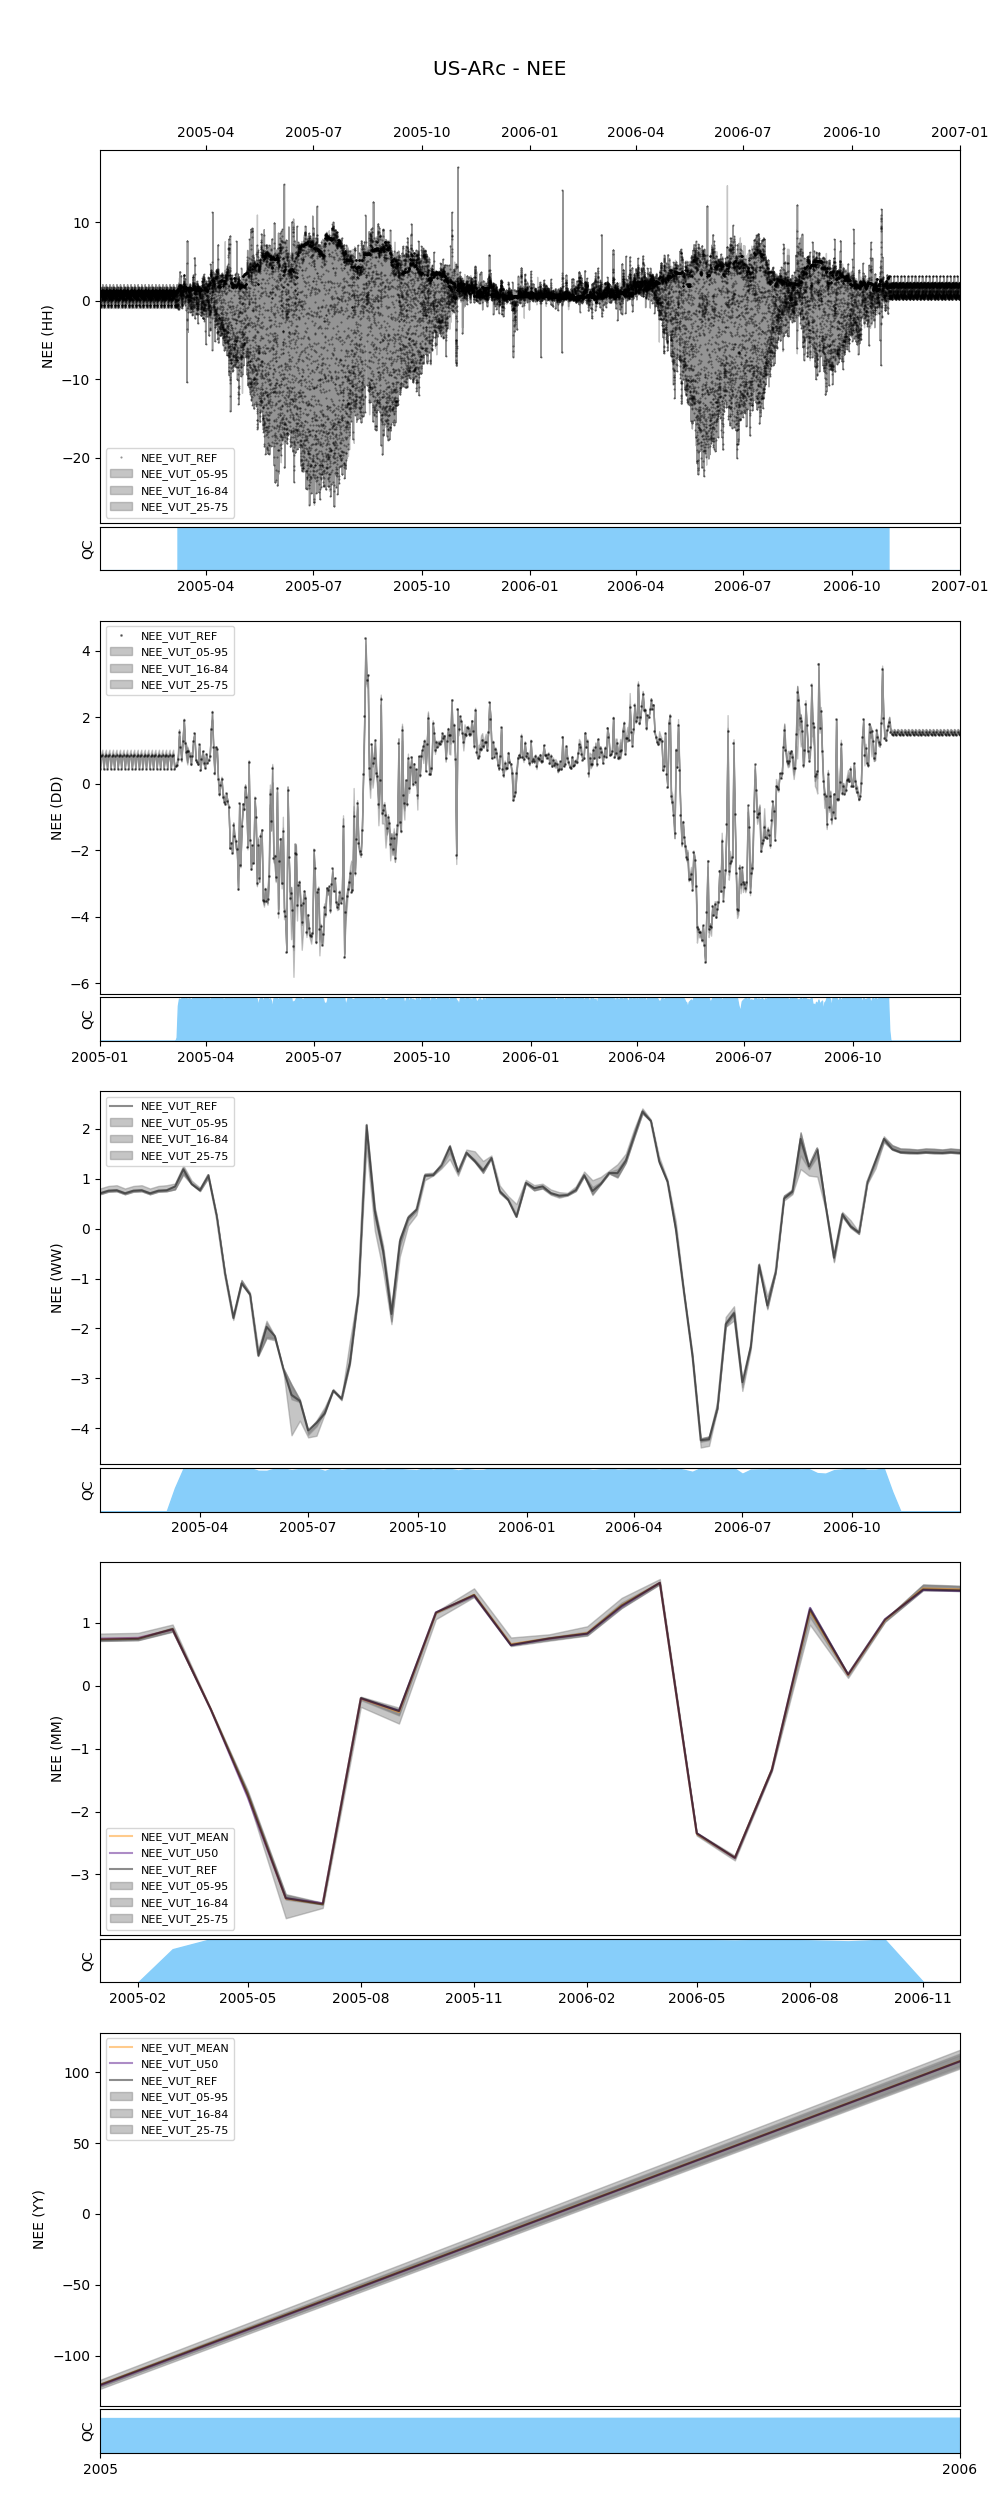 US-ARc - NEE
2005-04 2005-07 2005-10 2006-01 2006-04 2006-07 2006-10 2007-01
10
0
−10
−20
NEE (HH)
NEE_VUT_REF
NEE_VUT_05-95
NEE_VUT_16-84
NEE_VUT_25-75
QC
2005-04 2005-07 2005-10 2006-01 2006-04 2006-07 2006-10 2007-01
4
2
0
−2
−4
−6
NEE (DD)
NEE_VUT_REF
NEE_VUT_05-95
NEE_VUT_16-84
NEE_VUT_25-75
QC
2005-01 2005-04 2005-07 2005-10 2006-01 2006-04 2006-07 2006-10
2
1
0
−1
−2
−3
−4
NEE (WW)
NEE_VUT_REF
NEE_VUT_05-95
NEE_VUT_16-84
NEE_VUT_25-75
QC
2005-04 2005-07 2005-10 2006-01 2006-04 2006-07 2006-10
1
0
−1
−2
−3
NEE (MM)
NEE_VUT_MEAN
NEE_VUT_U50
NEE_VUT_REF
NEE_VUT_05-95
NEE_VUT_16-84
NEE_VUT_25-75
QC
2005-02 2005-05 2005-08 2005-11 2006-02 2006-05 2006-08 2006-11
100
50
0
−50
−100
NEE (YY)
NEE_VUT_MEAN
NEE_VUT_U50
NEE_VUT_REF
NEE_VUT_05-95
NEE_VUT_16-84
NEE_VUT_25-75
QC
2005 2006